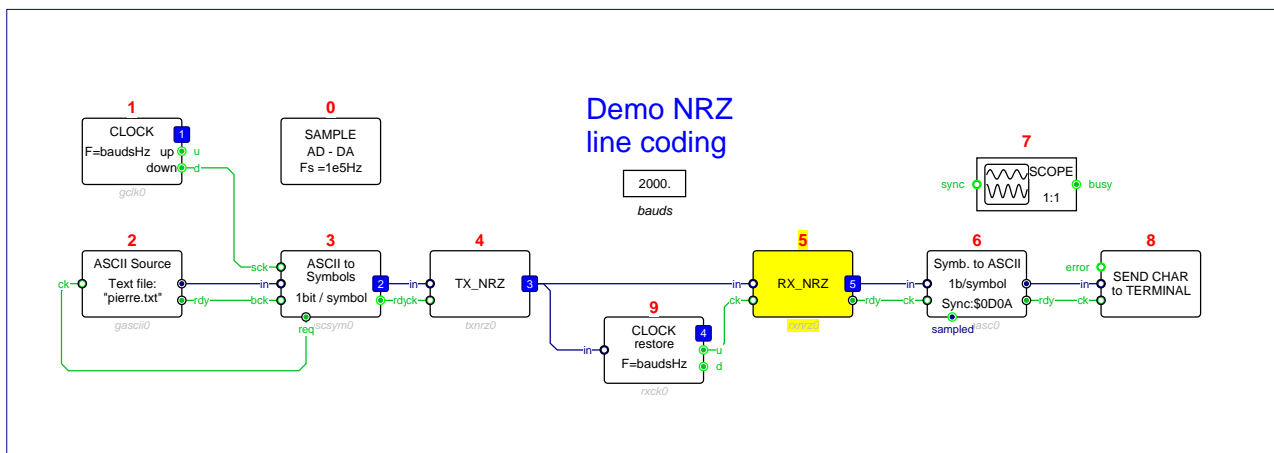 Demo NRZ
line coding
2000.
bauds
1
CLOCK
1
F=baudsHz
up
u
down
d
gclk0
0
SAMPLE
AD - DA
Fs =1e5Hz
7
sync
SCOPE
1:1
busy
2
ck
ASCII Source
Text file:
"pierre.txt"
rdy
gascii0
3
sck
in
bck
ASCII to
Symbols
2
1bit / symbol
rdy
req
scsym0
4
in
ck
TX_NRZ
3
txnrz0
9
in
CLOCK
restore
4
F=baudsHz
u
d
rxck0
5
in
ck
RX_NRZ
5
rdy
rxnrz0
6
in
ck
Symb. to ASCII
1b/symbol
Sync:$0D0A
rdy
sampled
asc0
8
error
in
ck
SEND CHAR
to TERMINAL